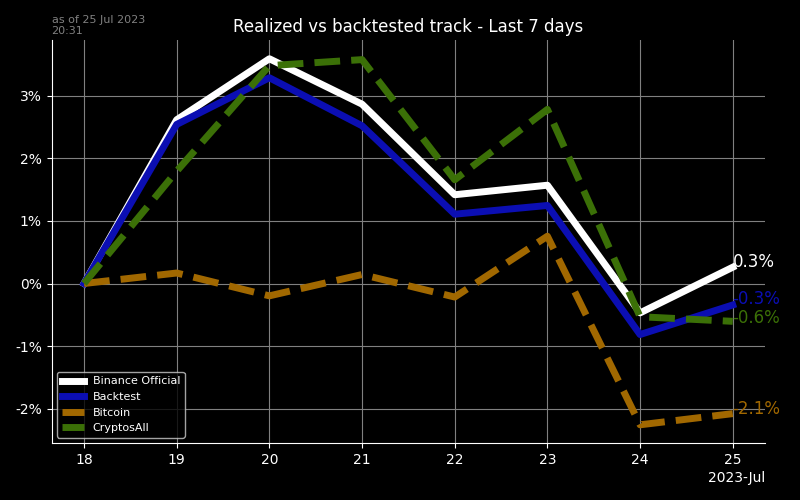 as of 25 Jul 2023
20:31
Realized vs backtested track - Last 7 days
3%
2%
1%
0%
-1%
-2%
0.3%
-0.3%
-0.6%
-2.1%
Binance Official
Backtest
Bitcoin
CryptosAll
18 19 20 21 22 23 24 25
2023-Jul